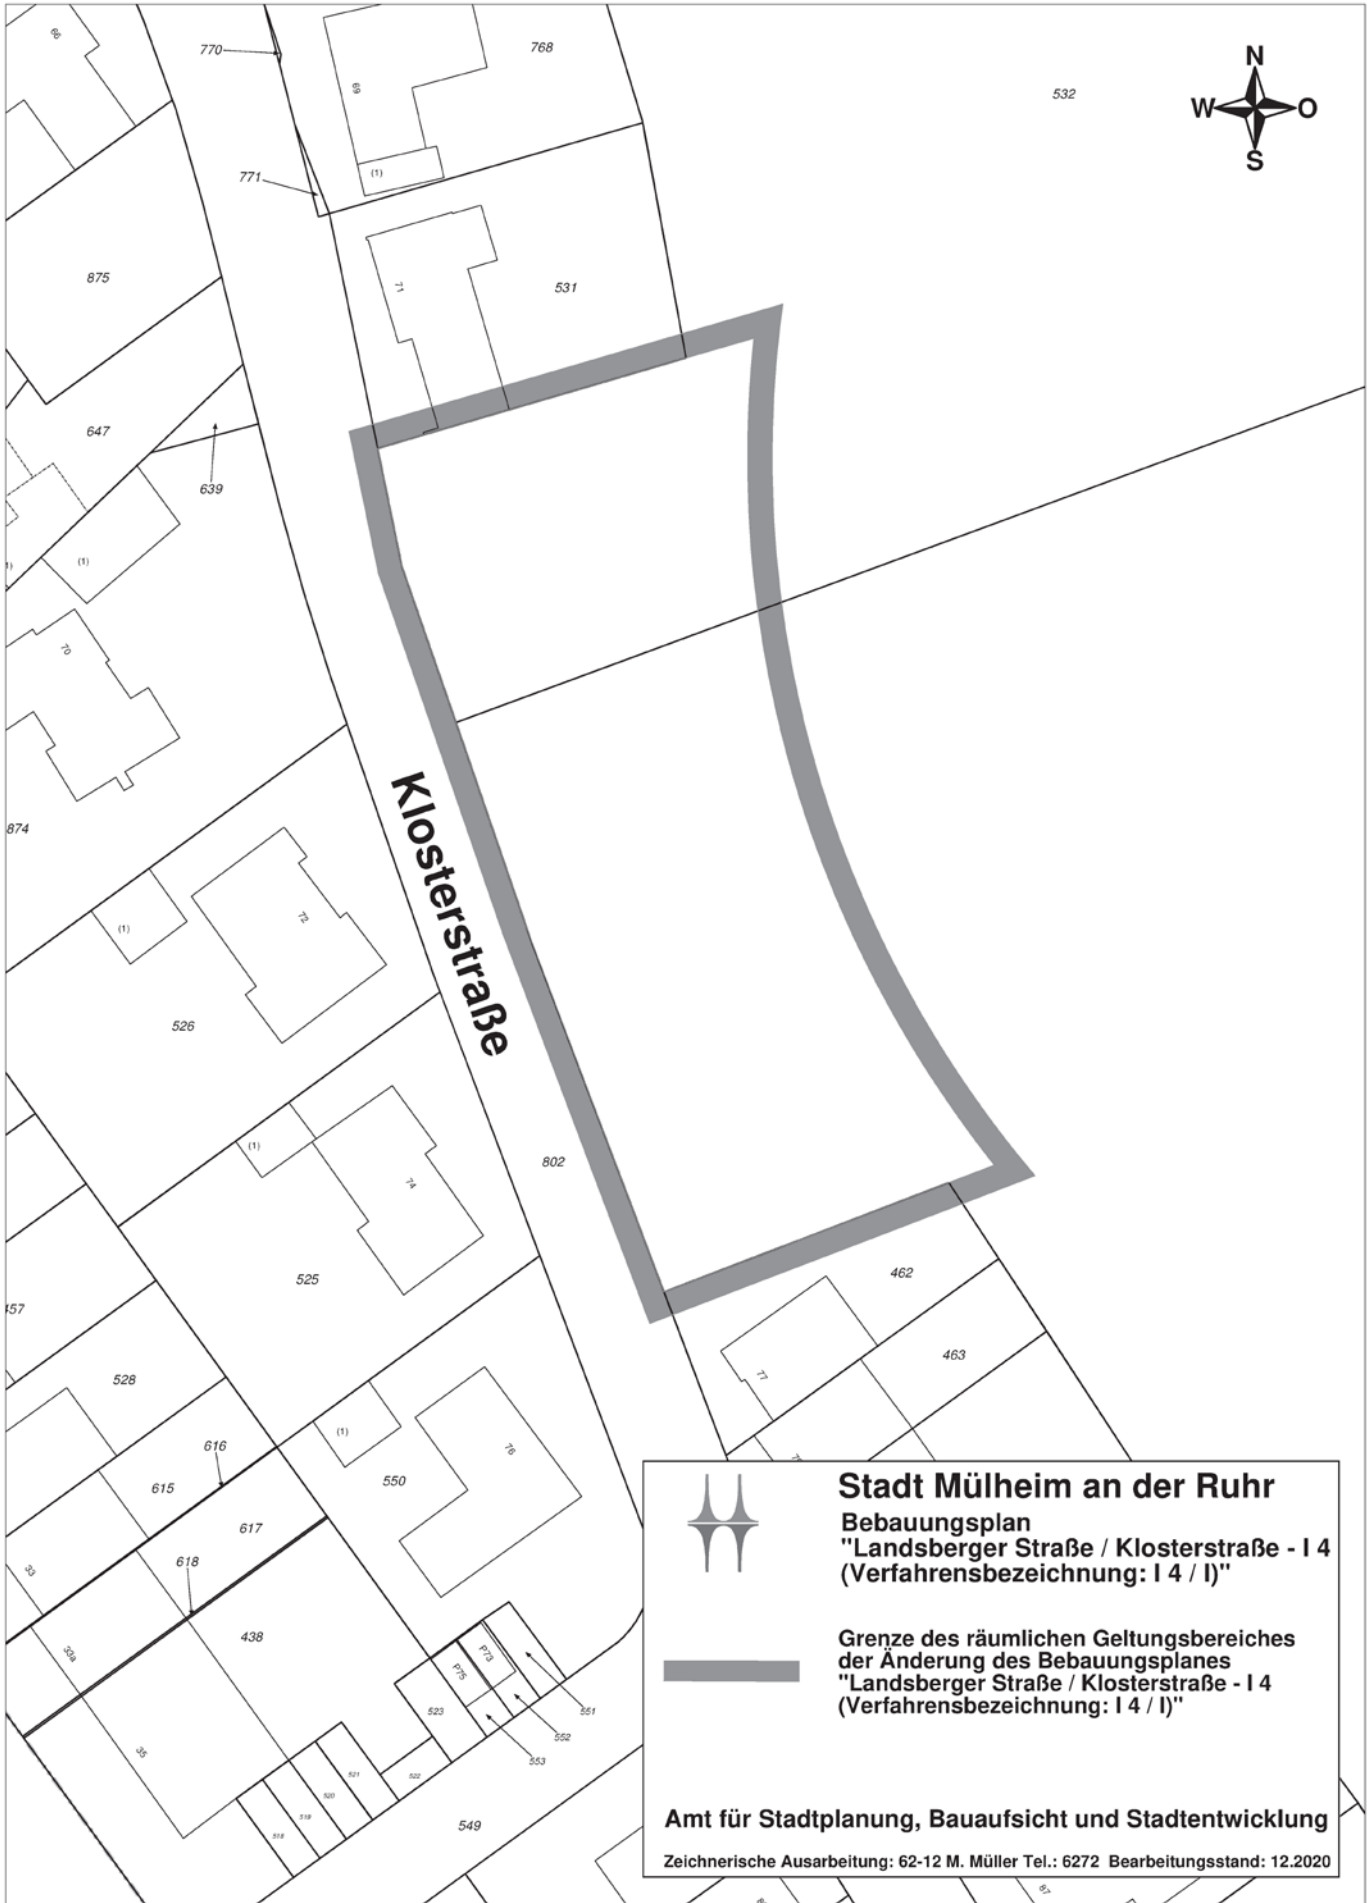 66
770
69
768
532
N
W O
S
(1)
771
875
71
531
647
639
(1)
70
874
Klosterstraße
(1)
72
526
(1)
74
802
525
457
462
463
77
528
(1)
76
616
615
550
617
618
33
438
33a
P73
P75
35
523
551
552
553
522
521
520
519
518
549
87
Stadt Mülheim an der Ruhr
Bebauungsplan
"Landsberger Straße / Klosterstraße - I 4
(Verfahrensbezeichnung: I 4 / I)"
Grenze des räumlichen Geltungsbereiches
der Änderung des Bebauungsplanes
"Landsberger Straße / Klosterstraße - I 4
(Verfahrensbezeichnung: I 4 / I)"
Amt für Stadtplanung, Bauaufsicht und Stadtentwicklung
Zeichnerische Ausarbeitung: 62-12 M. Müller Tel.: 6272 Bearbeitungsstand: 12.2020